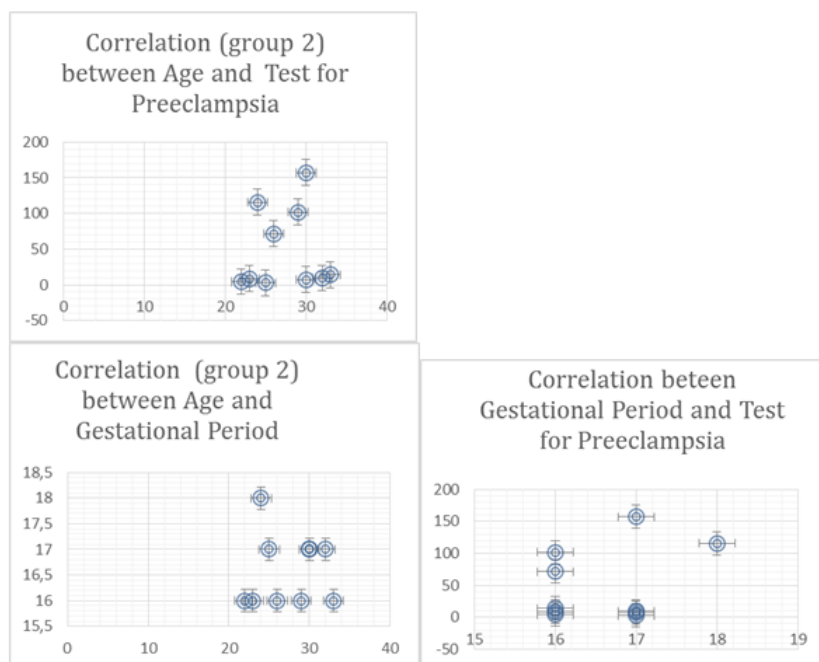 Correlation (group 2)
between Age and Test for
Preeclampsia
200
150
100
50
0
-50
0 10 20 30 40
Correlation (group 2)
between Age and
Gestational Period
18,5
18
17,5
17
16,5
16
15,5
0 10 20 30 40
Correlation beteen
Gestational Period and Test
for Preeclampsia
200
150
100
50
0
-50
15 16 17 18 19